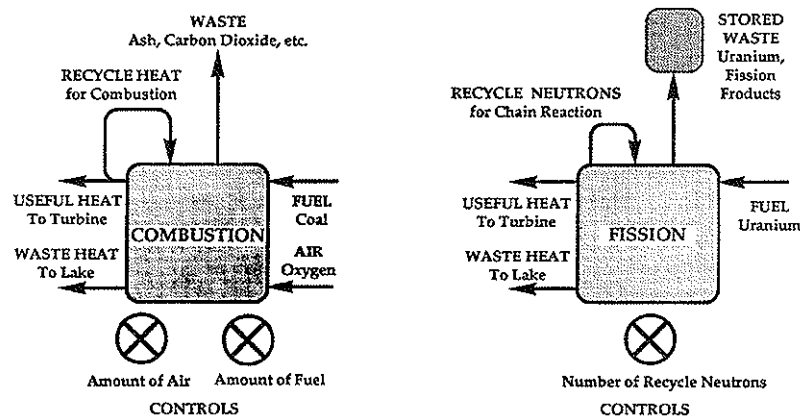 WASTE
Ash, Carbon Dioxide, etc.
RECYCLE HEAT
for Combustion
USEFUL HEAT
To Turbine
COMBUSTION
FUEL
Coal
WASTE HEAT
To Lake
AIR
Oxygen
Amount of Air
Amount of Fuel
CONTROLS
STORED
WASTE
Uranium,
Fission
Products
RECYCLE NEUTRONS
for Chain Reaction
USEFUL HEAT
To Turbine
FISSION
FUEL
Uranium
WASTE HEAT
To Lake
Number of Recycle Neutrons
CONTROLS